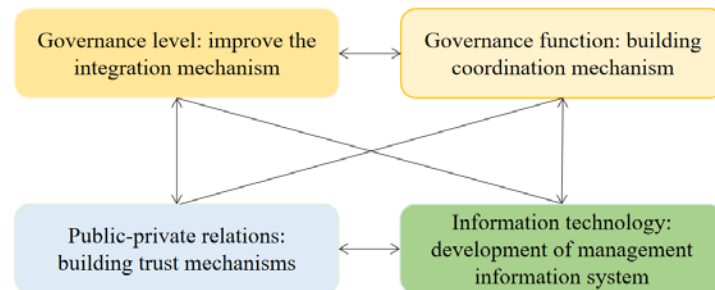 Governance level: improve the
integration mechanism
Governance function: building
coordination mechanism
Public-private relations:
building trust mechanisms
Information technology:
development of management
information system